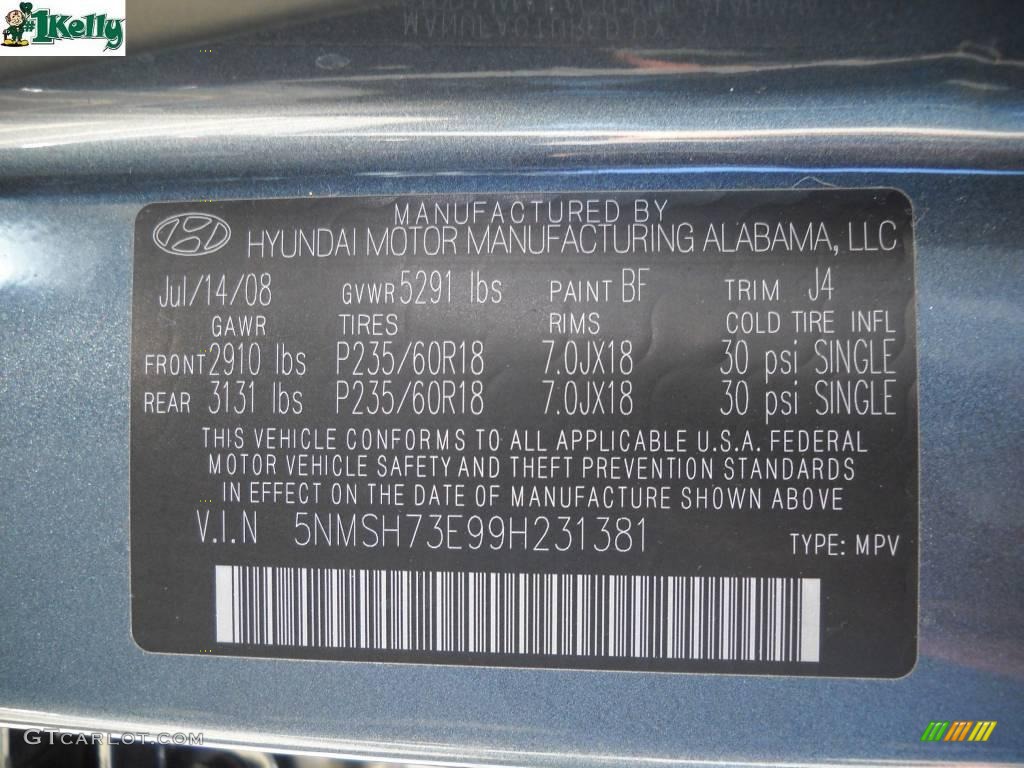 #1Kelly
MANUFACTURED BY
HYUNDAI MOTOR MANUFACTURING ALABAMA, LLC
Jul/14/08 GVWR 5291 lbs PAINT BF TRIM J4
GAWR TIRES RIMS COLD TIRE INFL
FRONT 2910 lbs P235/60R18 7.0JX18 30 psi SINGLE
REAR 3131 lbs P235/60R18 7.0JX18 30 psi SINGLE
THIS VEHICLE CONFORMS TO ALL APPLICABLE U.S.A. FEDERAL
MOTOR VEHICLE SAFETY AND THEFT PREVENTION STANDARDS
IN EFFECT ON THE DATE OF MANUFACTURE SHOWN ABOVE
V.I.N 5NMSH73E99H231381
TYPE: MPV
GTCARLOT.COM